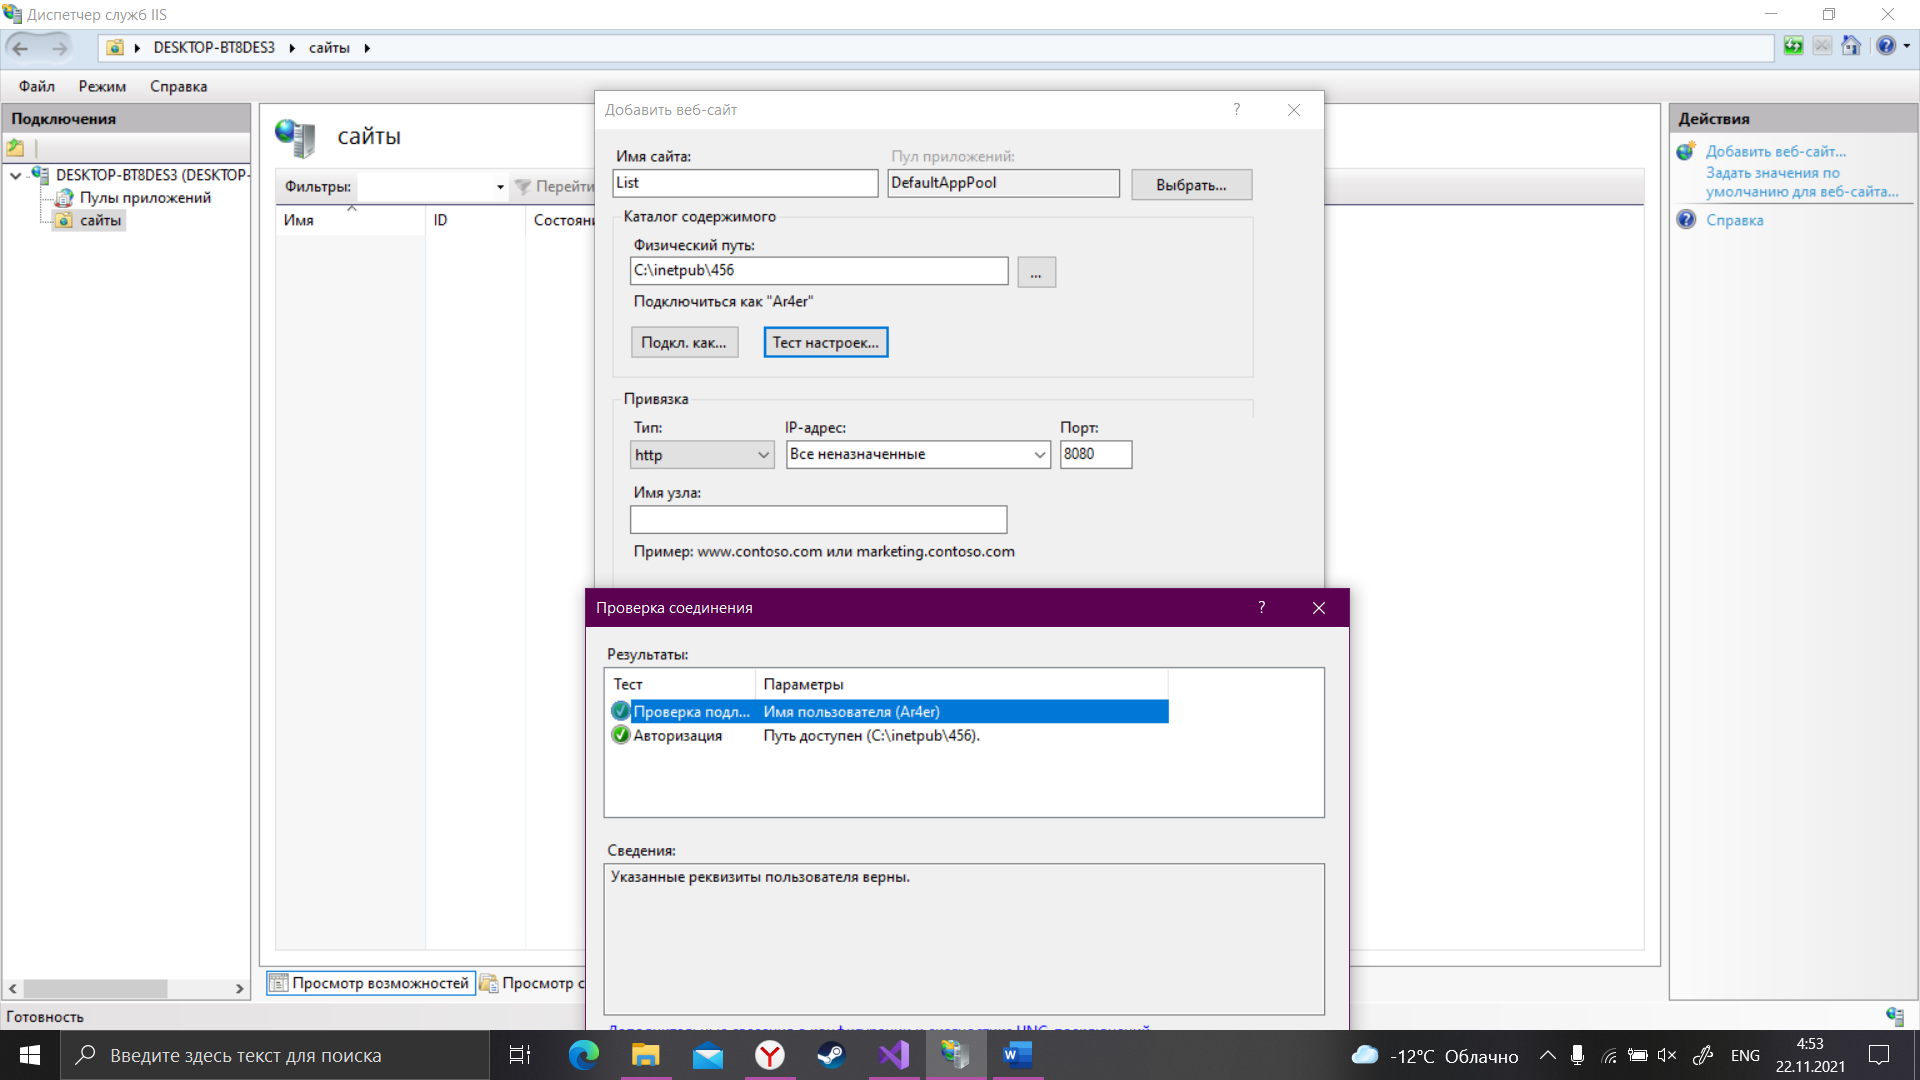 Диспетчер служб IIS
DESKTOP-BT8DES3
сайты
Файл
Режим
Справка
Подключения
DESKTOP-BT8DES3 (DESKTOP-
Пулы приложений
сайты
сайты
Фильтры:
Перейти
Имя
ID
Состояни
Просмотр возможностей
Просмотр с
Готовность
Добавить веб-сайт
?
Имя сайта:
Пул приложений:
List
DefaultAppPool
Выбрать...
Каталог содержимого
Физический путь:
C:\inetpub\456
...
Подключиться как "Ar4er"
Подкл. как...
Тест настроек...
Привязка
Тип:
IP-адрес:
Порт:
http
Все неназначенные
8080
Имя узла:
Пример: www.contoso.com или marketing.contoso.com
Проверка соединения
?
Результаты:
Тест
Параметры
Проверка подл...
Имя пользователя (Ar4er)
Авторизация
Путь доступен (C:\inetpub\456).
Сведения:
Указанные реквизиты пользователя верны.
Действия
Добавить веб-сайт...
Задать значения по
умолчанию для веб-сайта...
Справка
Введите здесь текст для поиска
-12°C Облачно
ENG
4:53
22.11.2021